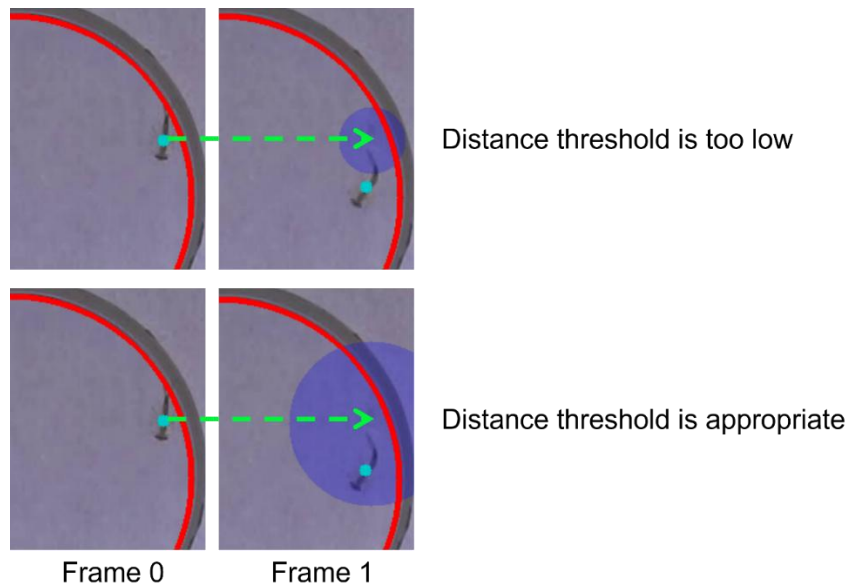 Distance threshold is too low
Distance threshold is appropriate
Frame 0
Frame 1